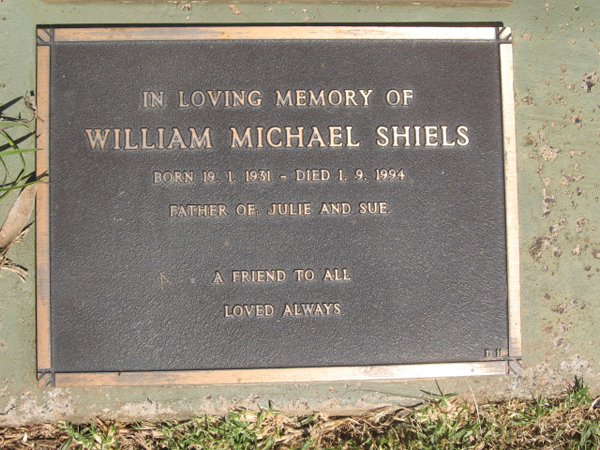 IN LOVING MEMORY OF
WILLIAM MICHAEL SHIELS
BORN 19. 1. 1931 - DIED 1. 9. 1994
FATHER OF: JULIE AND SUE.
A FRIEND TO ALL
LOVED ALWAYS